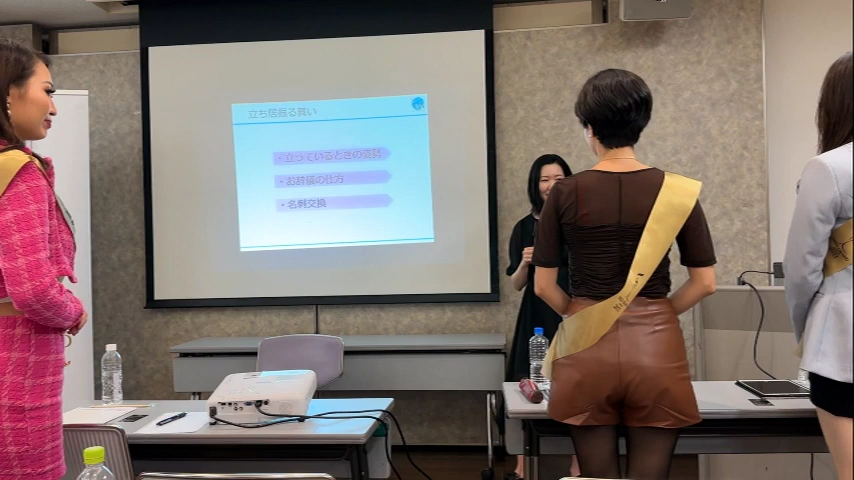 立ち居振る舞い
・立っているときの姿勢
・お辞儀の仕方
・名刺交換